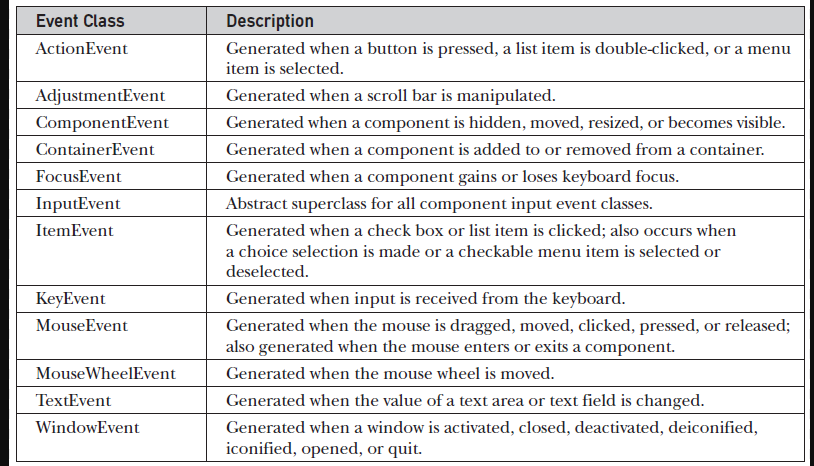 Event Class Description
ActionEvent Generated when a button is pressed, a list item is double-clicked, or a menu
item is selected.
AdjustmentEvent Generated when a scroll bar is manipulated.
ComponentEvent Generated when a component is hidden, moved, resized, or becomes visible.
ContainerEvent Generated when a component is added to or removed from a container.
FocusEvent Generated when a component gains or loses keyboard focus.
InputEvent Abstract superclass for all component input event classes.
ItemEvent Generated when a check box or list item is clicked; also occurs when
a choice selection is made or a checkable menu item is selected or
deselected.
KeyEvent Generated when input is received from the keyboard.
MouseEvent Generated when the mouse is dragged, moved, clicked, pressed, or released;
also generated when the mouse enters or exits a component.
MouseWheelEvent Generated when the mouse wheel is moved.
TextEvent Generated when the value of a text area or text field is changed.
WindowEvent Generated when a window is activated, closed, deactivated, deiconified,
iconified, opened, or quit.